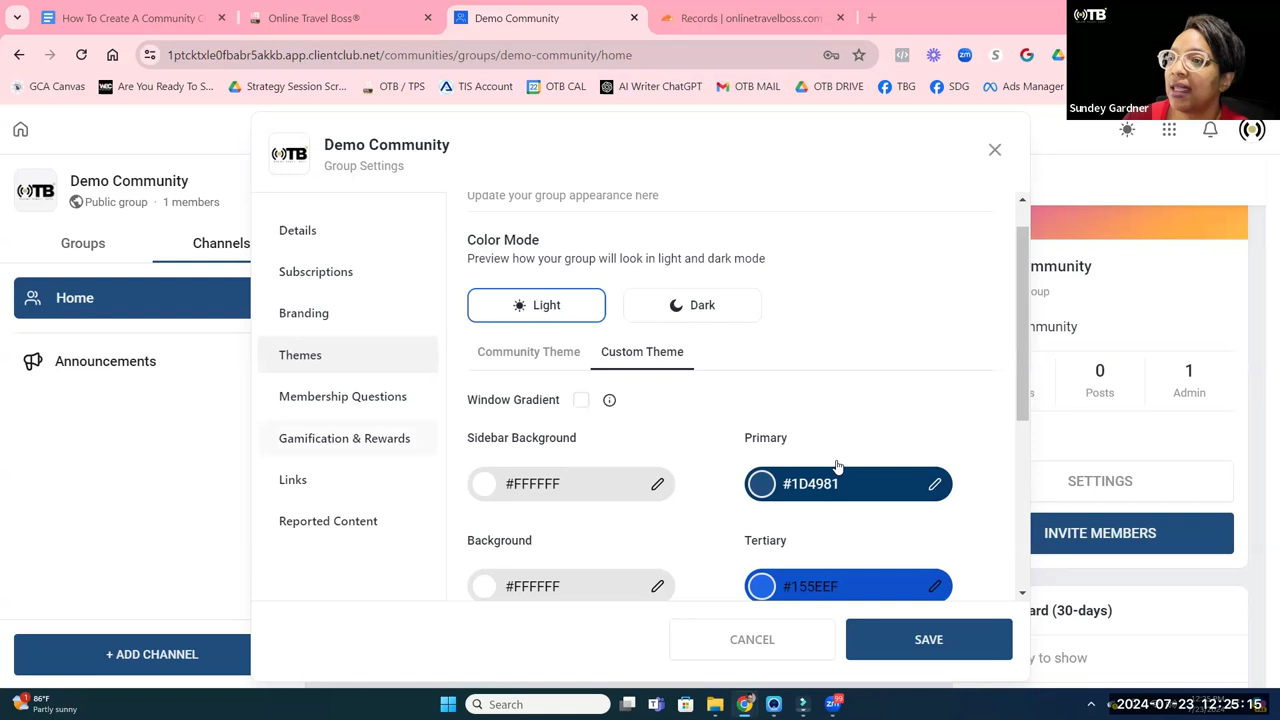 How To Create A Community C
Online Travel Boss®
Demo Community
Records | onlinetravelboss.com
1ptcktxle0fbabr5akkb.app.clientclub.net/communities/groups/demo-community/home
GCA Canvas
Are You Ready To S...
Strategy Session Scr...
OTB / TPS
TIs Account
OTB CAL
AI Writer ChatGPT
OTB MAIL
OTB DRIVE
TBG
SDG
Ads Manager
OTB
Sundey Gardner
OTB
Demo Community
Public group · 1 members
Groups
Channels
Home
Announcements
+ ADD CHANNEL
OTB
Demo Community
Group Settings
Details
Subscriptions
Branding
Themes
Membership Questions
Gamification & Rewards
Links
Reported Content
Update your group appearance here
Color Mode
Preview how your group will look in light and dark mode
Light
Dark
Community Theme
Custom Theme
Window Gradient
Sidebar Background
Primary
#FFFFFF
#1D4981
Background
Tertiary
#FFFFFF
#155EEF
CANCEL
SAVE
mmunity
oup
mmunity
0
1
s
Posts
Admin
SETTINGS
INVITE MEMBERS
ard (30-days)
y to show
86°F
Partly sunny
Search
99
2024-07-23 12:25:15